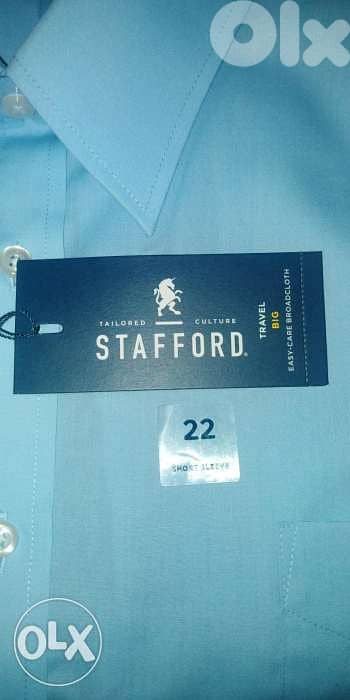 OLX
TAILORED CULTURE
STAFFORD®
TRAVEL
BIG
EASY-CARE BROADCLOTH
22
SHORT SLEEVE
OLX